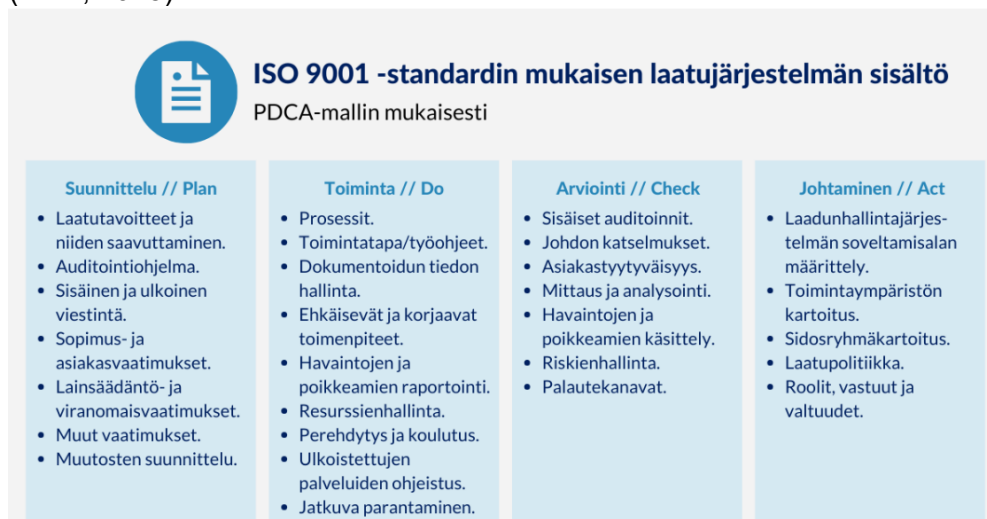 ISO 9001 -standardin mukaisen laatujärjestelmän sisältö
PDCA-mallin mukaisesti
Suunnittelu // Plan
• Laatutavoitteet ja
niiden saavuttaminen.
• Auditointiohjelma.
• Sisäinen ja ulkoinen
viestintä.
• Sopimus- ja
asiakasvaatimukset.
• Lainsäädäntö- ja
viranomaisvaatimukset.
• Muut vaatimukset.
• Muutosten suunnittelu.
Toiminta // Do
• Prosessit.
• Toimintatapa/työohjeet.
• Dokumentoidun tiedon
hallinta.
• Ehkäisevät ja korjaavat
toimenpiteet.
• Havaintojen ja
poikkeamien raportointi.
• Resurssienhallinta.
• Perehdytys ja koulutus.
• Ulkoistettujen
palveluiden ohjeistus.
• Jatkuva parantaminen.
Arviointi // Check
• Sisäiset auditoinnit.
• Johdon katselmukset.
• Asiakastyytyväisyys.
• Mittaus ja analysointi.
• Havaintojen ja
poikkeamien käsittely.
• Riskienhallinta.
• Palautekanavat.
Johtaminen // Act
• Laadunhallintajärjes-
telmän soveltamisalan
määrittely.
• Toimintaympäristön
kartoitus.
• Sidosryhmäkartoitus.
• Laatupolitiikka.
• Roolit, vastuut ja
valtuudet.